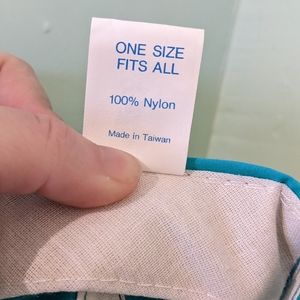 ONE SIZE
FITS ALL
100% Nylon
Made in Taiwan